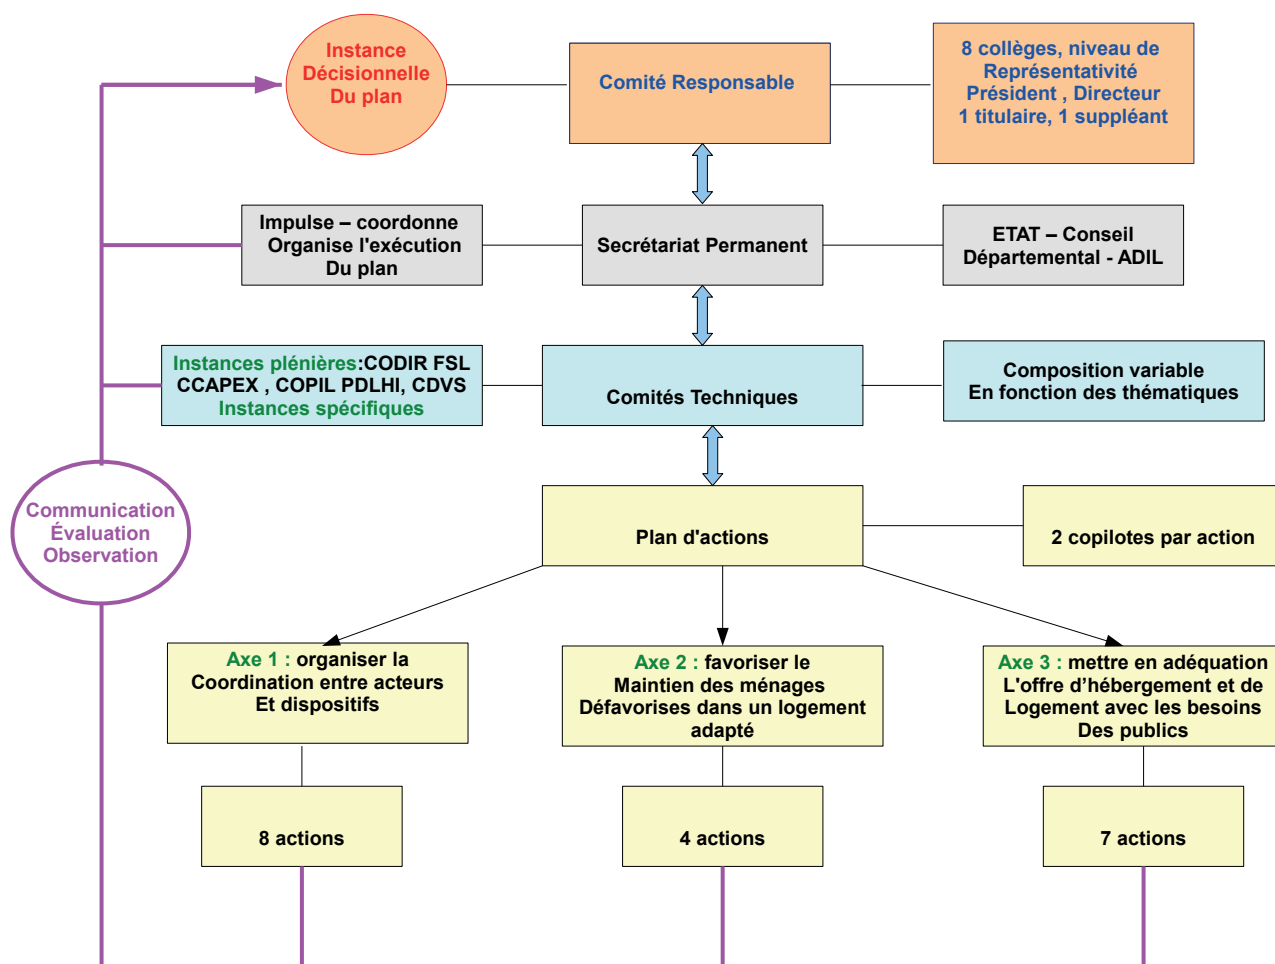 Instance
Décisionnelle
Du plan
Comité Responsable
8 collèges, niveau de
Représentativité
Président , Directeur
1 titulaire, 1 suppléant
Impulse – coordonne
Organise l'exécution
Du plan
Secrétariat Permanent
ETAT – Conseil
Départemental - ADIL
Instances plénières:CODIR FSL
CCAPEX , COPIL PDLHI, CDVS
Instances spécifiques
Comités Techniques
Composition variable
En fonction des thématiques
Communication
Évaluation
Observation
Plan d'actions
2 copilotes par action
Axe 1 : organiser la
Coordination entre acteurs
Et dispositifs
Axe 2 : favoriser le
Maintien des ménages
Défavorises dans un logement
adapté
Axe 3 : mettre en adéquation
L'offre d’hébergement et de
Logement avec les besoins
Des publics
8 actions
4 actions
7 actions